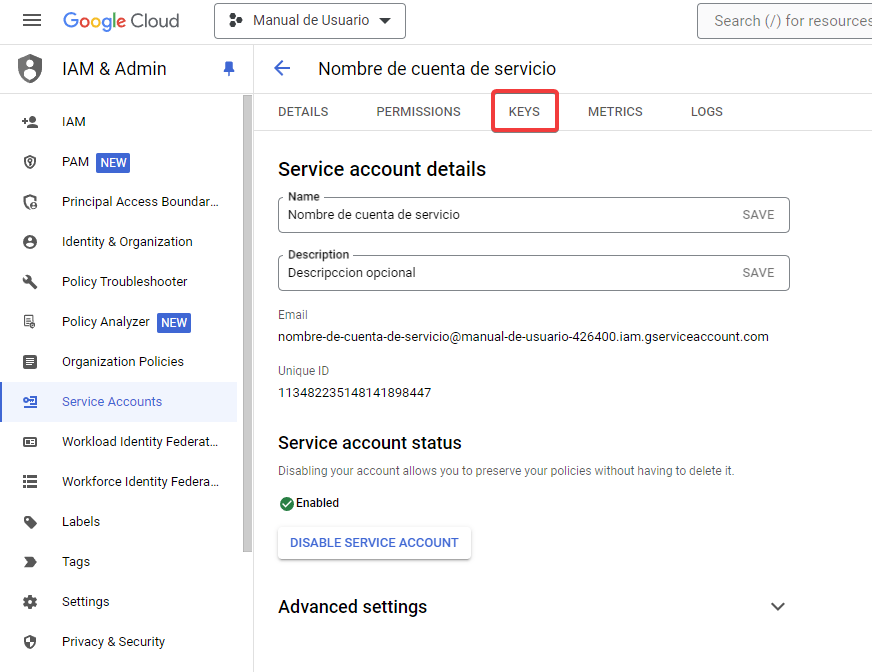 Google Cloud
Manual de Usuario
Search (/) for resources
IAM & Admin
Nombre de cuenta de servicio
DETAILS PERMISSIONS KEYS METRICS LOGS
IAM
PAM NEW
Principal Access Boundar...
Identity & Organization
Policy Troubleshooter
Policy Analyzer NEW
Organization Policies
Service Accounts
Workload Identity Federat...
Workforce Identity Federa...
Labels
Tags
Settings
Privacy & Security
Service account details
Name
Nombre de cuenta de servicio SAVE
Description
Descripccion opcional SAVE
Email
nombre-de-cuenta-de-servicio@manual-de-usuario-426400.iam.gserviceaccount.com
Unique ID
113482235148141898447
Service account status
Disabling your account allows you to preserve your policies without having to delete it.
Enabled
DISABLE SERVICE ACCOUNT
Advanced settings